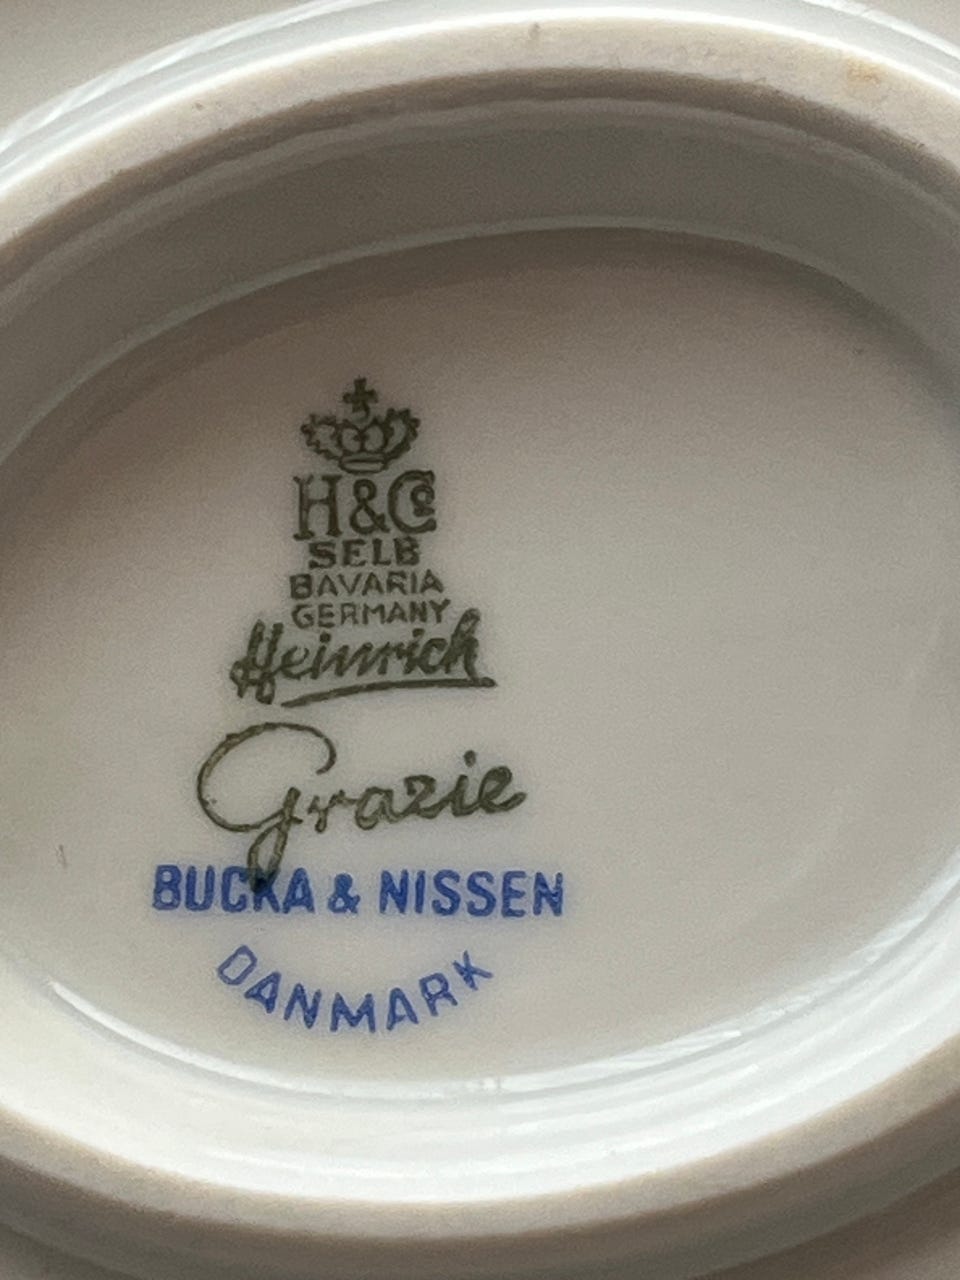 H&Co
SELB
BAVARIA
GERMANY
Heinrich
Grazie
BUCKA & NISSEN
DANMARK